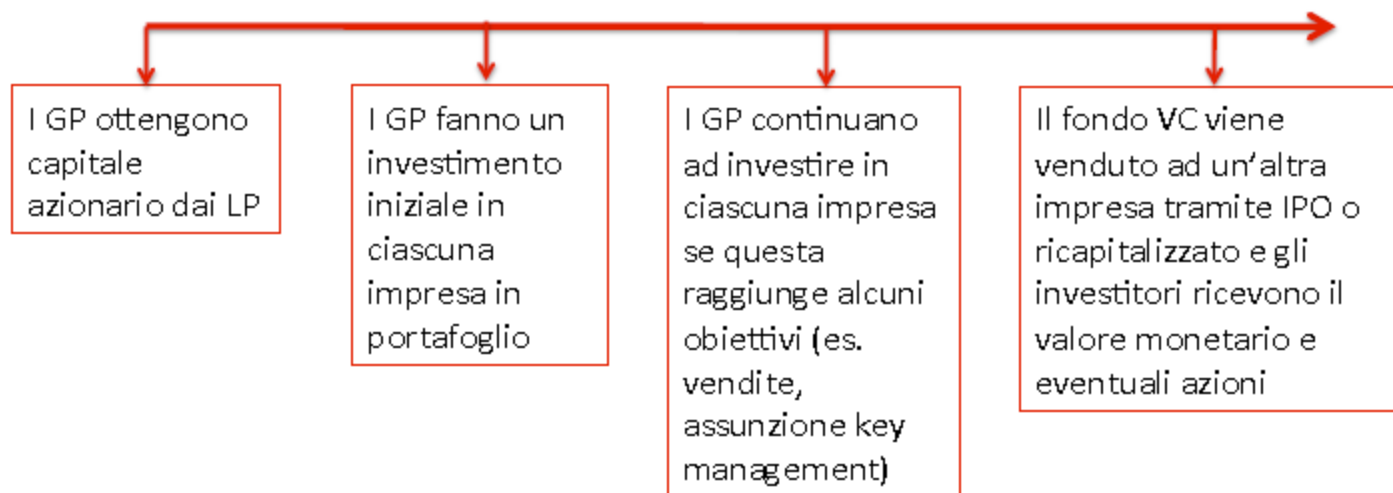 I GP ottengono
capitale
azionario dai LP
I GP fanno un
investimento
iniziale in
ciascuna
impresa in
portafoglio
I GP continuano
ad investire in
ciascuna impresa
se questa
raggiunge alcuni
obiettivi (es.
vendite,
assunzione key
management)
Il fondo VC viene
venduto ad un'altra
impresa tramite IPO o
ricapitalizzato e gli
investitori ricevono il
valore monetario e
eventuali azioni